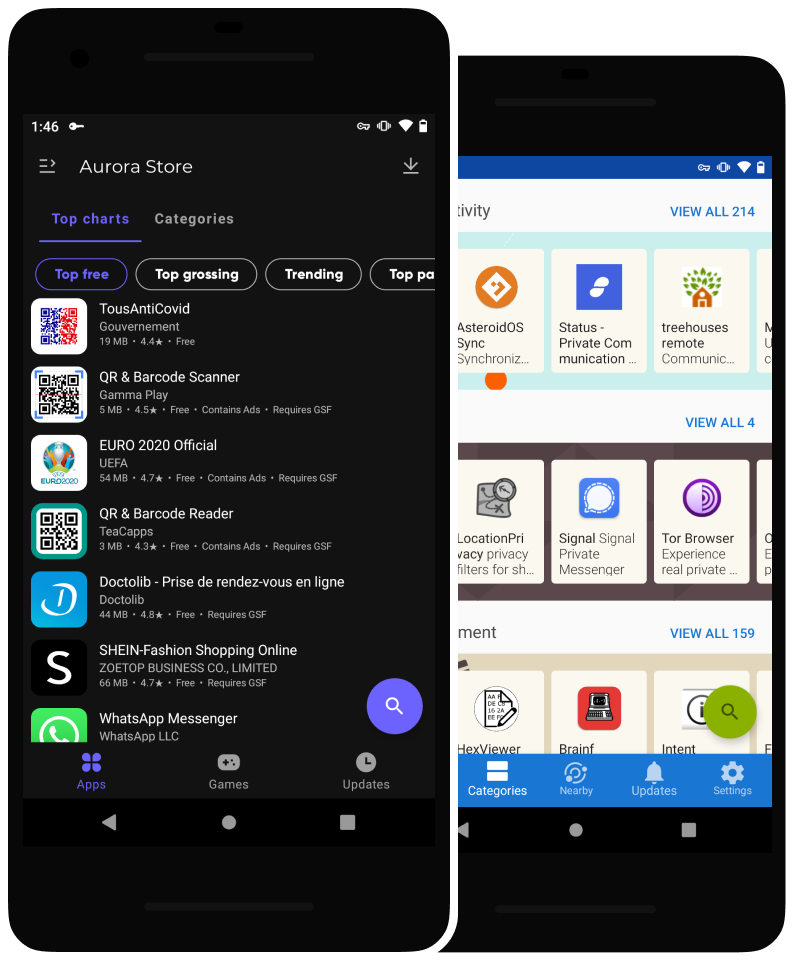 1:46
Aurora Store
Top charts
Categories
Top free
Top grossing
Trending
Top pa
TousAntiCovid
Gouvernement
19 MB • 4.4★ • Free
QR & Barcode Scanner
Gamma Play
5 MB • 4.5★ • Free • Contains Ads • Requires GSF
EURO2020
EURO 2020 Official
UEFA
54 MB • 4.7★ • Free • Contains Ads • Requires GSF
QR & Barcode Reader
TeaCapps
3 MB • 4.3★ • Free • Contains Ads • Requires GSF
Doctolib - Prise de rendez-vous en ligne
Doctolib
44 MB • 4.8★ • Free • Requires GSF
S
SHEIN-Fashion Shopping Online
ZOETOP BUSINESS CO., LIMITED
66 MB • 4.7★ • Free • Requires GSF
WhatsApp Messenger
WhatsApp LLC
Apps
Games
Updates
tivity
VIEW ALL 214
AsteroidOS
Sync
Synchroniz...
Status -
Private Com
munication ...
treehouses
remote
Communic...
M
U
c
VIEW ALL 4
LocationPri
vacy privacy
filters for sh...
Signal Signal
Private
Messenger
Tor Browser
Experience
real private ...
O
E
p
ment
VIEW ALL 159
HexViewer
Brainf
Intent
F
Categories
Nearby
Updates
Settings